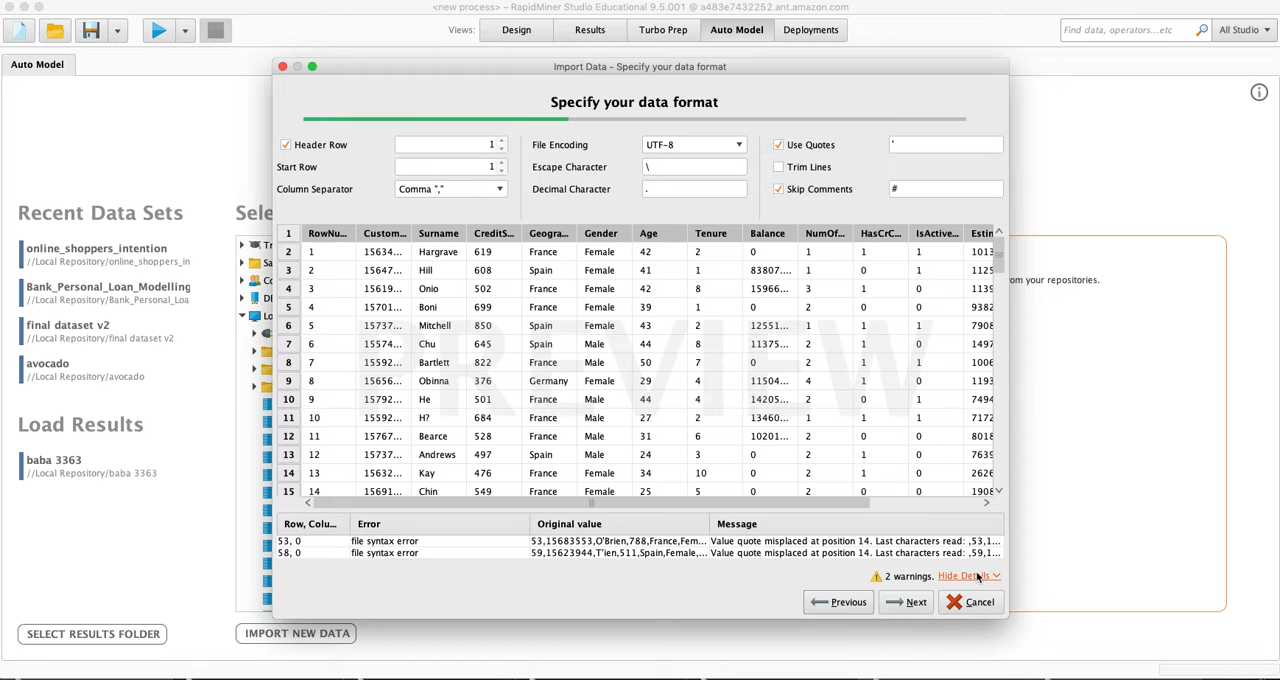 <new process> – RapidMiner Studio Educational 9.5.001 @ a483e7432252.ant.amazon.com
Views: Design Results Turbo Prep Auto Model Deployments Find data, operators...etc All Studio
Auto Model
Import Data - Specify your data format
Specify your data format
Header Row 1 File Encoding UTF-8 Use Quotes '
Start Row 1 Escape Character \ Trim Lines
Column Separator Comma "," Decimal Character . Skip Comments #
Recent Data Sets
online_shoppers_intention
//Local Repository/online_shoppers_in
Bank_Personal_Loan_Modelling
//Local Repository/Bank_Personal_Loa
final dataset v2
//Local Repository/final dataset v2
avocado
//Local Repository/avocado
Load Results
baba 3363
//Local Repository/baba 3363
om your repositories.
1 RowNu... Custom... Surname CreditS... Geogra... Gender Age Tenure Balance NumOf... HasCrC... IsActive... Estin
2 1 15634... Hargrave 619 France Female 42 2 0 1 1 1 1013
3 2 15647... Hill 608 Spain Female 41 1 83807.... 1 0 1 1125
4 3 15619... Onio 502 France Female 42 8 15966... 3 1 0 1139
5 4 15701... Boni 699 France Female 39 1 0 2 0 0 9382
6 5 15737... Mitchell 850 Spain Female 43 2 12551... 1 1 1 7908
7 6 15574... Chu 645 Spain Male 44 8 11375... 2 1 0 1497
8 7 15592... Bartlett 822 France Male 50 7 0 2 1 1 1006
9 8 15656... Obinna 376 Germany Female 29 4 11504... 4 1 0 1193
10 9 15792... He 501 France Male 44 4 14205... 2 0 1 7494
11 10 15592... H? 684 France Male 27 2 13460... 1 1 1 7172
12 11 15767... Bearce 528 France Male 31 6 10201... 2 0 0 8018
13 12 15737... Andrews 497 Spain Male 24 3 0 2 1 0 7639
14 13 15632... Kay 476 France Female 34 10 0 2 1 0 2626
15 14 15691... Chin 549 France Female 25 5 0 2 0 0 1908
PREVIEW
Row, Colu... Error Original value Message
53, 0 file syntax error 53,15683553,O'Brien,788,France,Fem... Value quote misplaced at position 14. Last characters read: ,53,1...
58, 0 file syntax error 59,15623944,T'ien,511,Spain,Female,... Value quote misplaced at position 14. Last characters read: ,59,1...
2 warnings. Hide Details
Previous Next Cancel
SELECT RESULTS FOLDER IMPORT NEW DATA